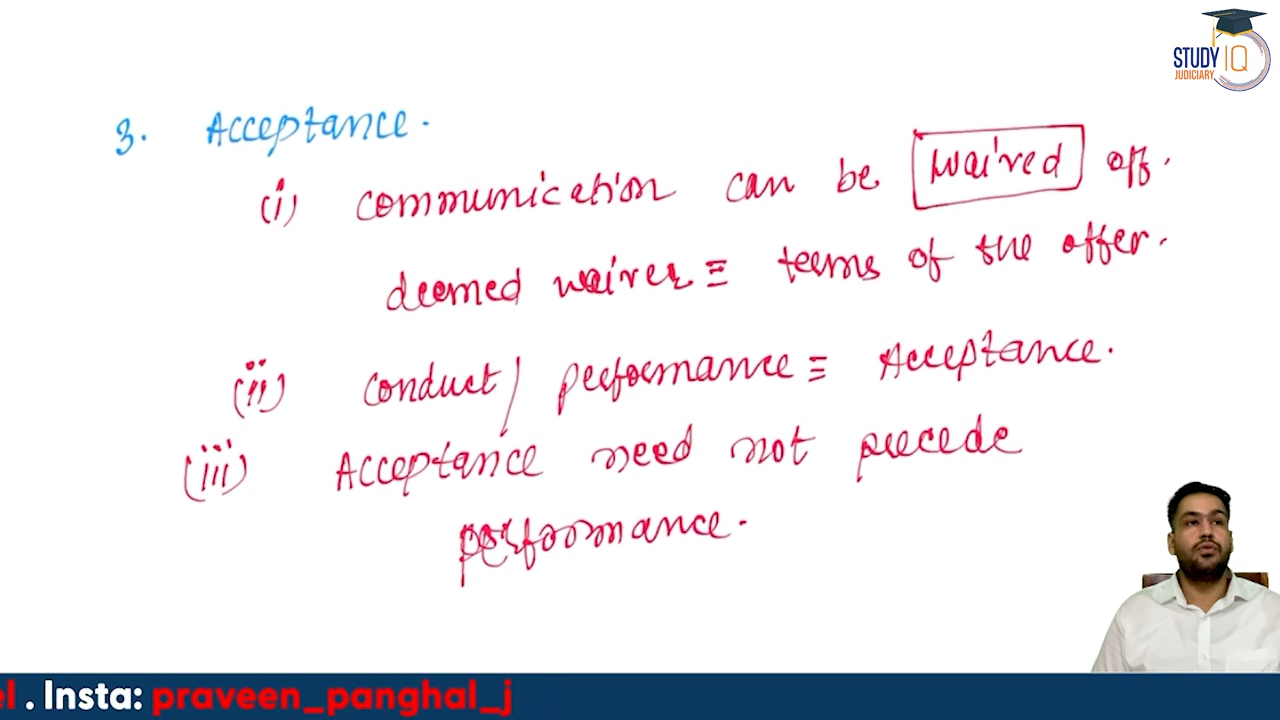 STUDY IQ
JUDICIARY
3. Acceptance.
(i) communication can be waived off.
deemed waiver ≡ terms of the offer.
(ii) conduct/ performance ≡ Acceptance.
(iii) Acceptance need not precede
performance.
el . Insta: praveen_panghal_j